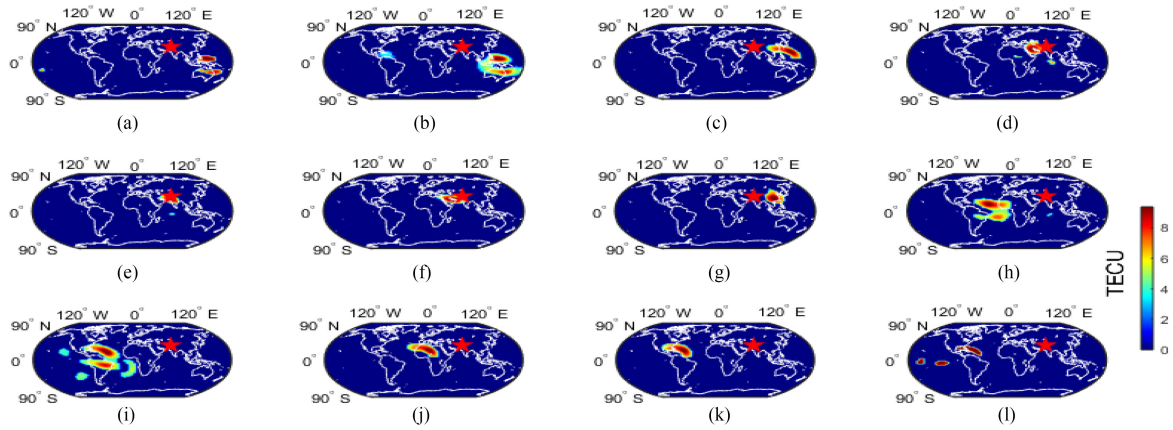 120° W 0° 120° E 120° W 0° 120° E 120° W 0° 120° E 120° W 0° 120° E
90° N 90° N 90° N 90° N
0° 0° 0° 0°
90° S 90° S 90° S 90° S
(a) (b) (c) (d)
120° W 0° 120° E 120° W 0° 120° E 120° W 0° 120° E 120° W 0° 120° E
90° N 90° N 90° N 90° N
0° 0° 0° 0°
90° S 90° S 90° S 90° S
(e) (f) (g) (h)
120° W 0° 120° E 120° W 0° 120° E 120° W 0° 120° E 120° W 0° 120° E
90° N 90° N 90° N 90° N
0° 0° 0° 0°
90° S 90° S 90° S 90° S
(i) (j) (k) (l)
TECU
8
6
4
2
0